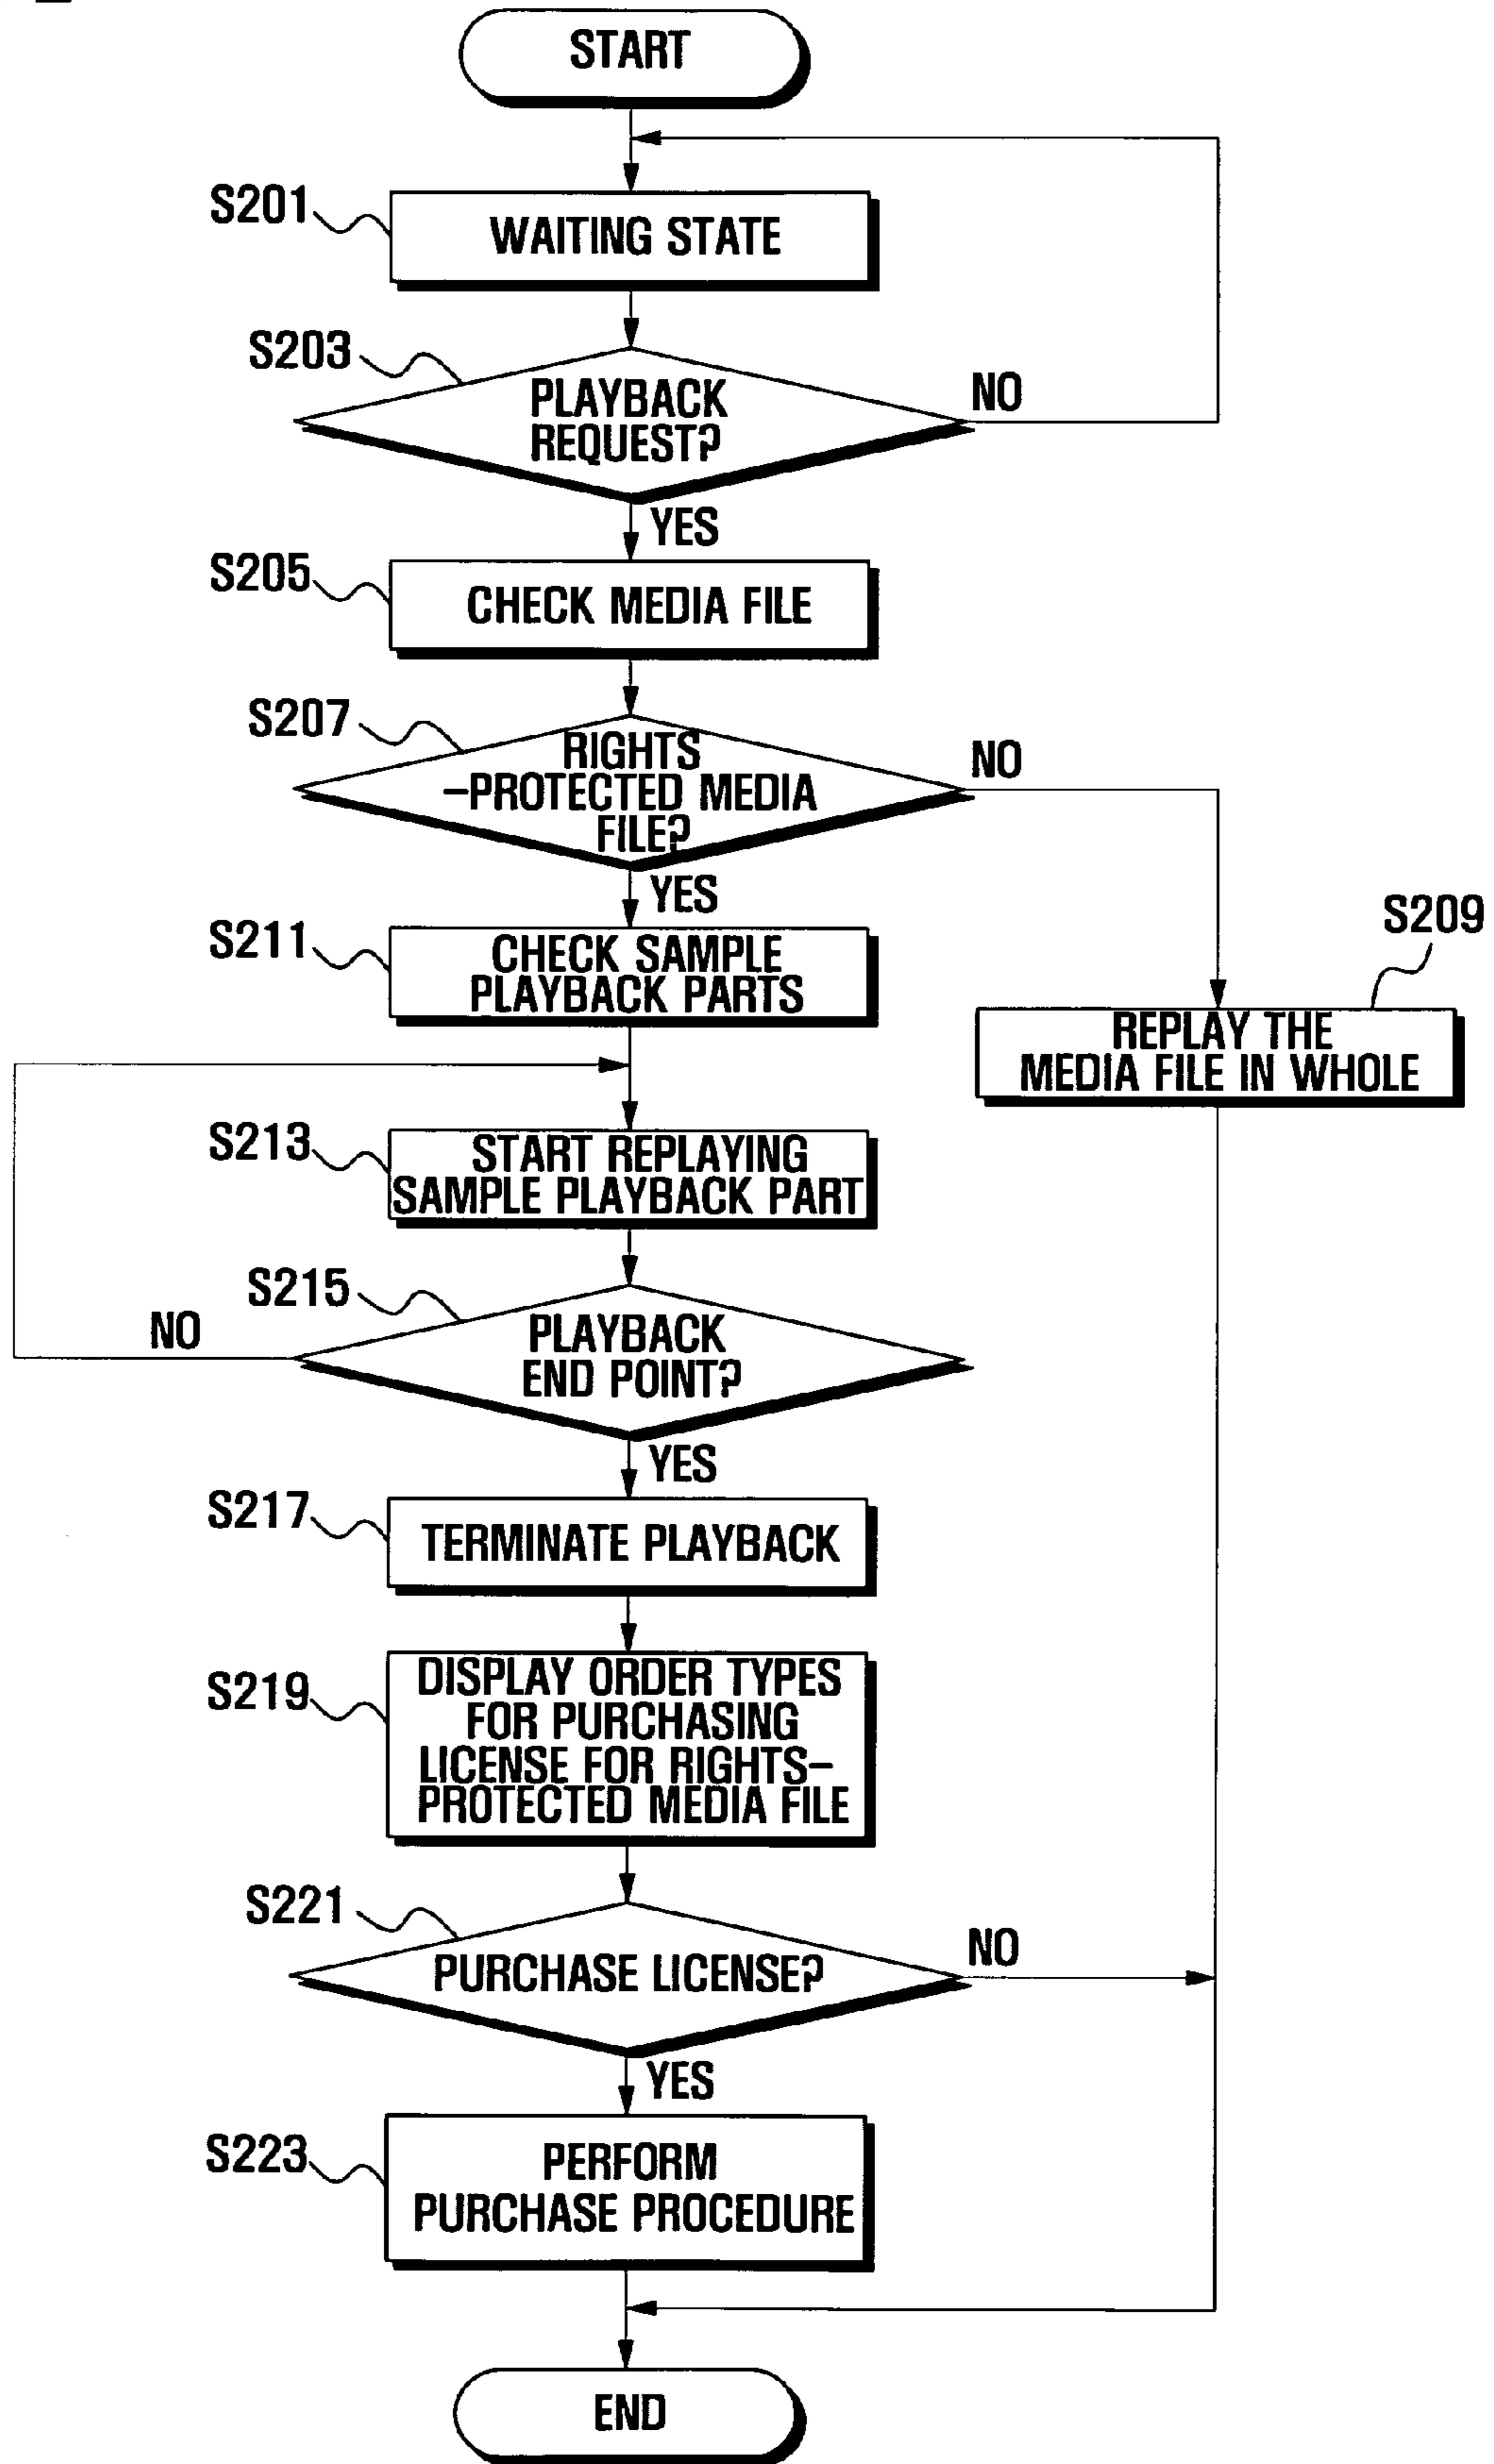 START
S201
WAITING STATE
S203
PLAYBACK
REQUEST?
NO
YES
S205
CHECK MEDIA FILE
S207
RIGHTS
-PROTECTED MEDIA
FILE?
NO
YES
S209
REPLAY THE
MEDIA FILE IN WHOLE
S211
CHECK SAMPLE
PLAYBACK PARTS
S213
START REPLAYING
SAMPLE PLAYBACK PART
S215
PLAYBACK
END POINT?
NO
YES
S217
TERMINATE PLAYBACK
S219
DISPLAY ORDER TYPES
FOR PURCHASING
LICENSE FOR RIGHTS-
PROTECTED MEDIA FILE
S221
PURCHASE LICENSE?
NO
YES
S223
PERFORM
PURCHASE PROCEDURE
END